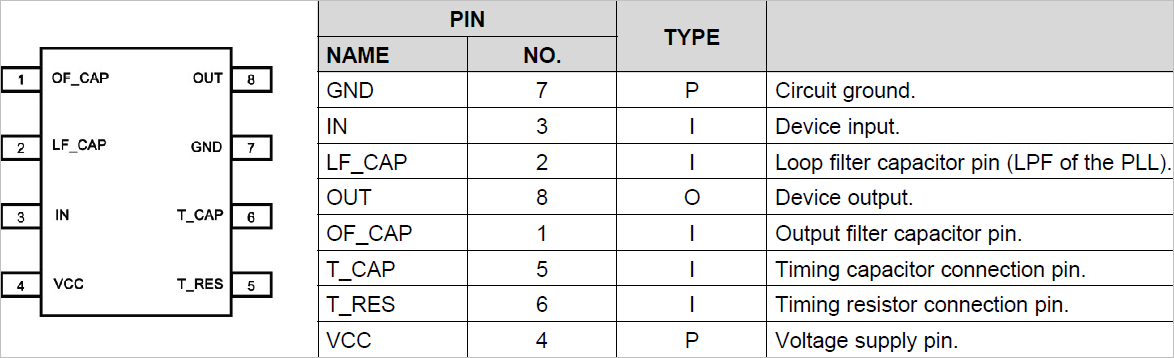 1 OF_CAP OUT 8
2 LF_CAP GND 7
3 IN T_CAP 6
4 VCC T_RES 5
PIN TYPE
NAME NO.
GND 7 P Circuit ground.
IN 3 I Device input.
LF_CAP 2 I Loop filter capacitor pin (LPF of the PLL).
OUT 8 O Device output.
OF_CAP 1 I Output filter capacitor pin.
T_CAP 5 I Timing capacitor connection pin.
T_RES 6 I Timing resistor connection pin.
VCC 4 P Voltage supply pin.